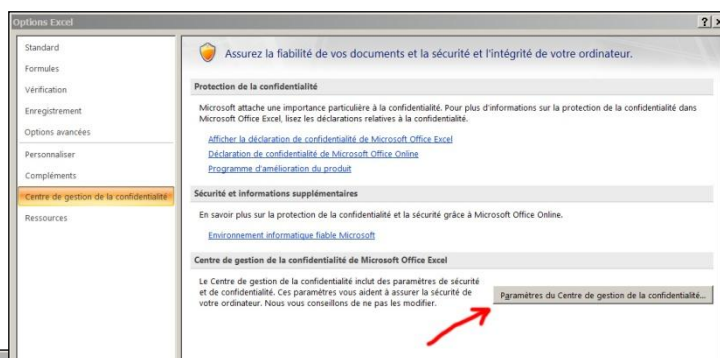 Options Excel
Standard
Formules
Vérification
Enregistrement
Options avancées
Personnaliser
Compléments
Centre de gestion de la confidentialité
Ressources
Assurez la fiabilité de vos documents et la sécurité et l'intégrité de votre ordinateur.
Protection de la confidentialité
Microsoft attache une importance particulière à la confidentialité. Pour plus d'informations sur la protection de la confidentialité dans
Microsoft Office Excel, lisez les déclarations relatives à la confidentialité.
Afficher la déclaration de confidentialité de Microsoft Office Excel
Déclaration de confidentialité de Microsoft Office Online
Programme d'amélioration du produit
Sécurité et informations supplémentaires
En savoir plus sur la protection de la confidentialité et la sécurité grâce à Microsoft Office Online.
Environnement informatique fiable Microsoft
Centre de gestion de la confidentialité de Microsoft Office Excel
Le Centre de gestion de la confidentialité inclut des paramètres de sécurité
et de confidentialité. Ces paramètres vous aident à assurer la sécurité de
votre ordinateur. Nous vous conseillons de ne pas les modifier.
Paramètres du Centre de gestion de la confidentialité...